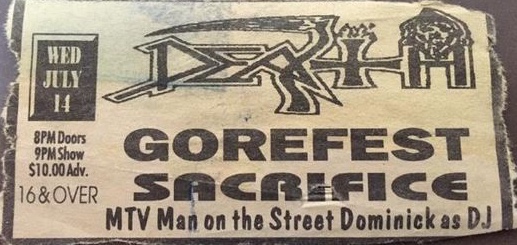 WED
JULY
14
8PM Doors
9PM Show
$10.00 Adv.
16 & OVER
DEATH
GOREFEST
SACRIFICE
MTV Man on the Street Dominick as DJ